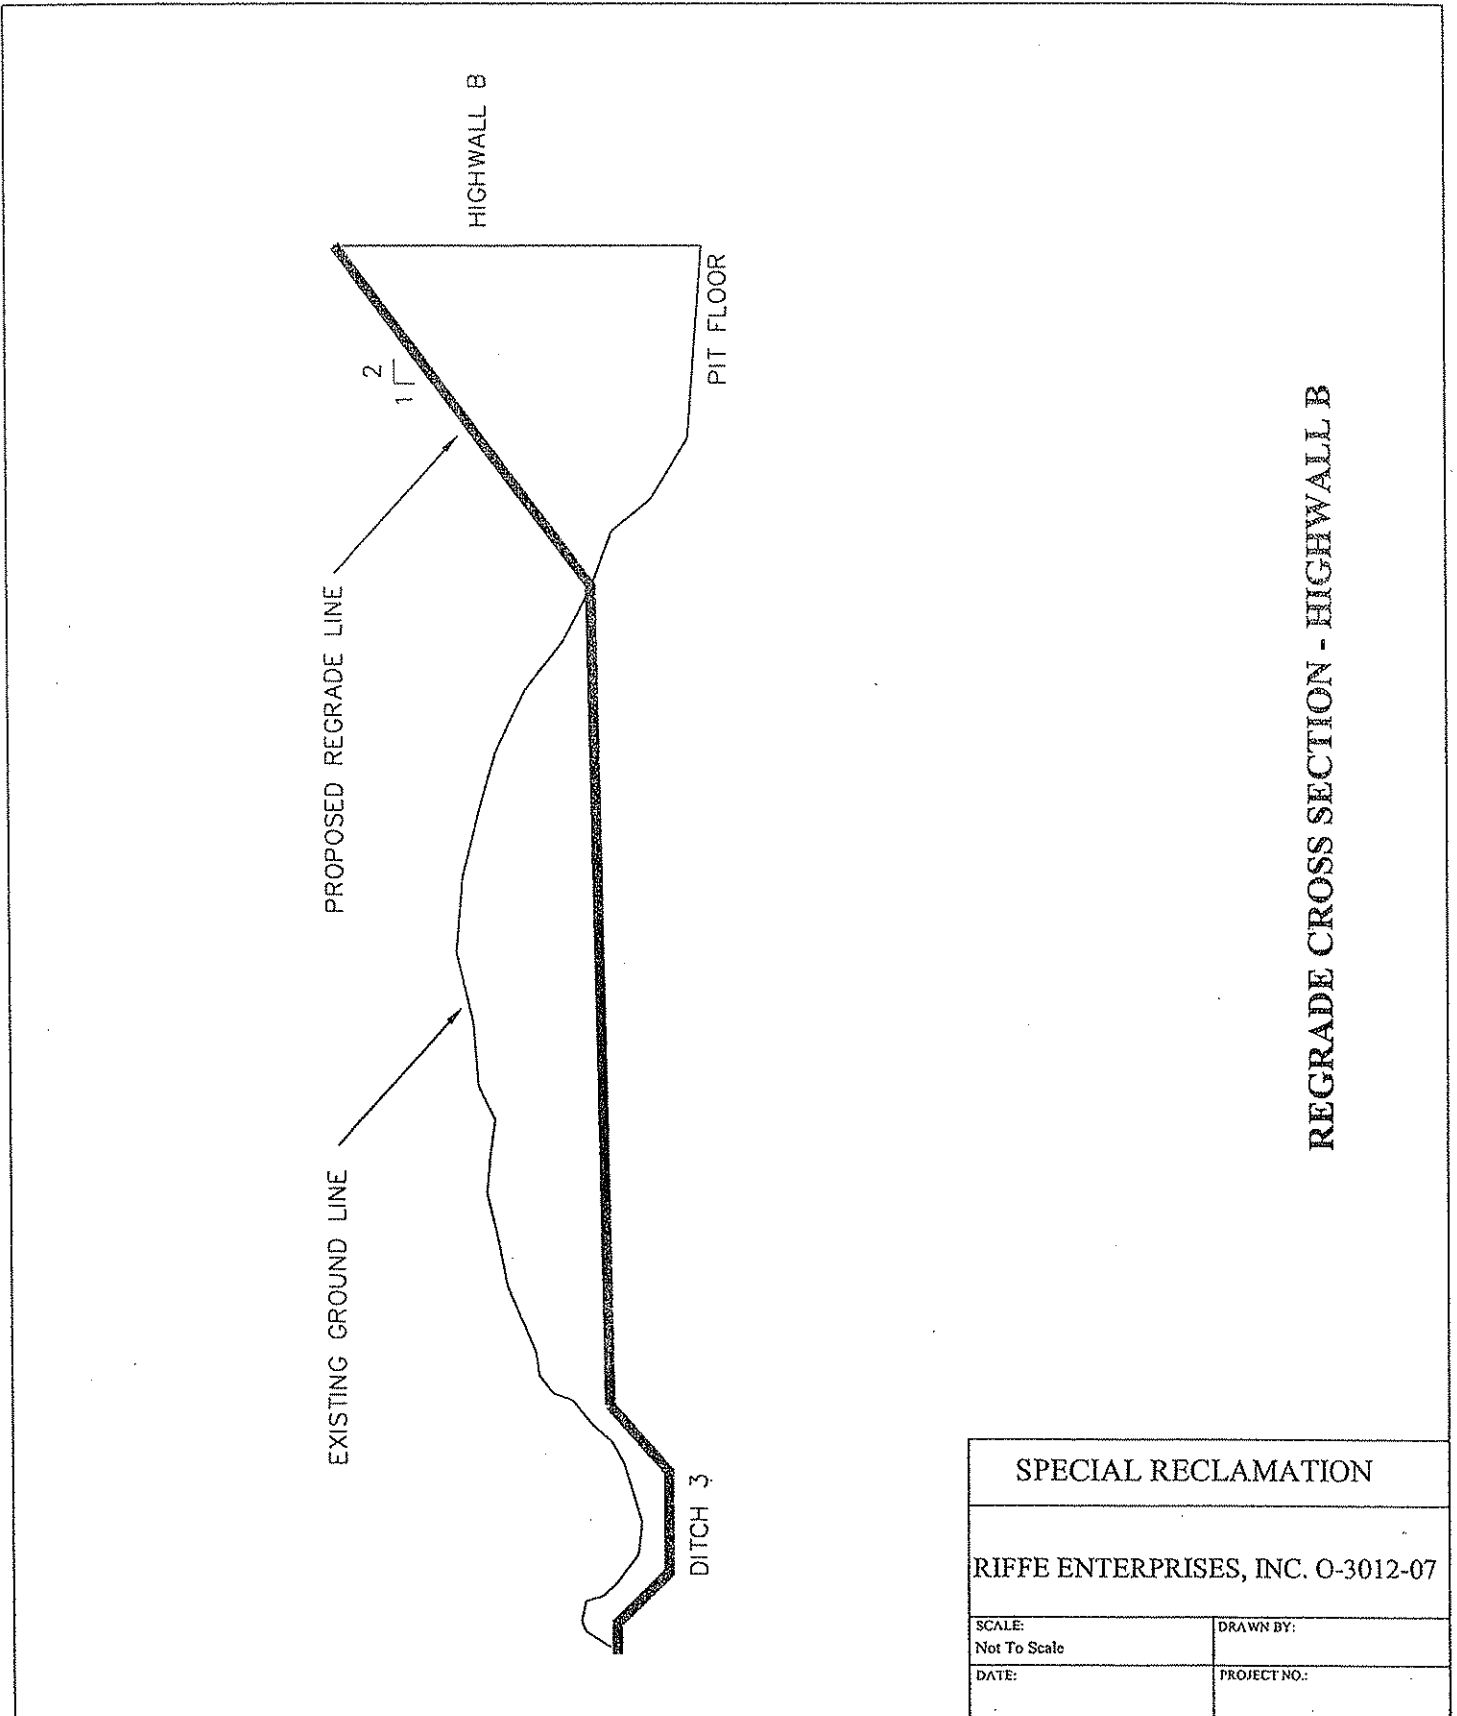 HIGHWALL B
2
1
PIT FLOOR
PROPOSED REGRADE LINE
EXISTING GROUND LINE
DITCH 3
REGRADE CROSS SECTION - HIGHWALL B
SPECIAL RECLAMATION
RIFFE ENTERPRISES, INC. O-3012-07
SCALE:
Not To Scale
DRAWN BY:
DATE:
PROJECT NO.: